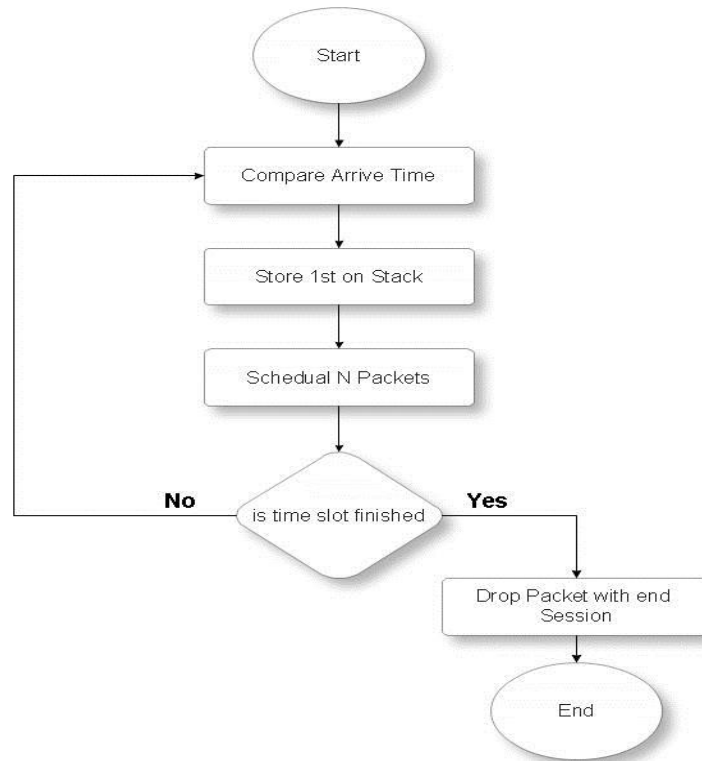 Start
Compare Arrive Time
Store 1st on Stack
Schedual N Packets
is time slot finished
No
Yes
Drop Packet with end
Session
End